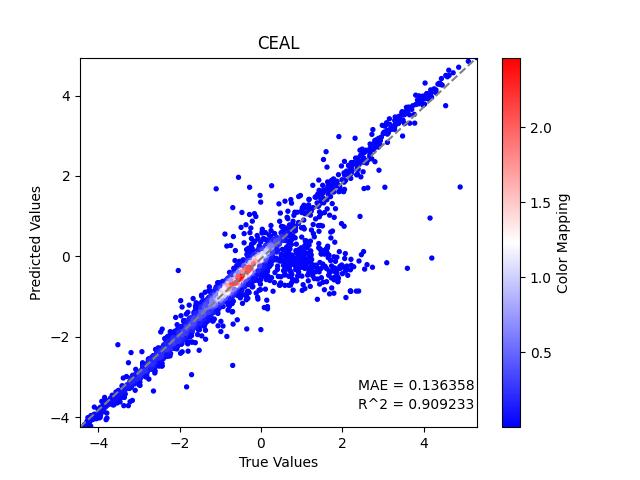 CEAL
Predicted Values
4
2
0
−2
−4
−4
−2
0
2
4
True Values
MAE = 0.136358
R^2 = 0.909233
2.0
1.5
1.0
0.5
Color Mapping